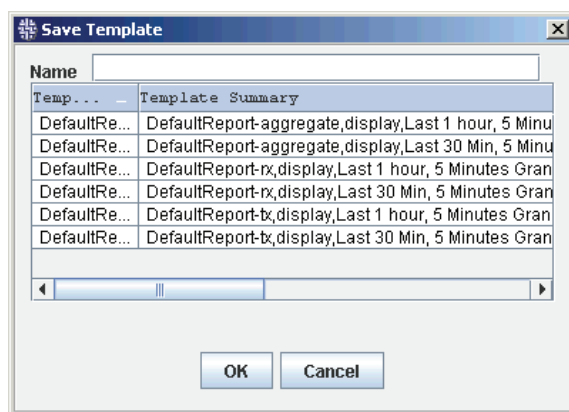 Save Template
Name
Temp... Template Summary
DefaultRe... DefaultReport-aggregate,display,Last 1 hour, 5 Minu
DefaultRe... DefaultReport-aggregate,display,Last 30 Min, 5 Minu
DefaultRe... DefaultReport-rx,display,Last 1 hour, 5 Minutes Gran
DefaultRe... DefaultReport-rx,display,Last 30 Min, 5 Minutes Gran
DefaultRe... DefaultReport-tx,display,Last 1 hour, 5 Minutes Gran
DefaultRe... DefaultReport-tx,display,Last 30 Min, 5 Minutes Gran
OK Cancel